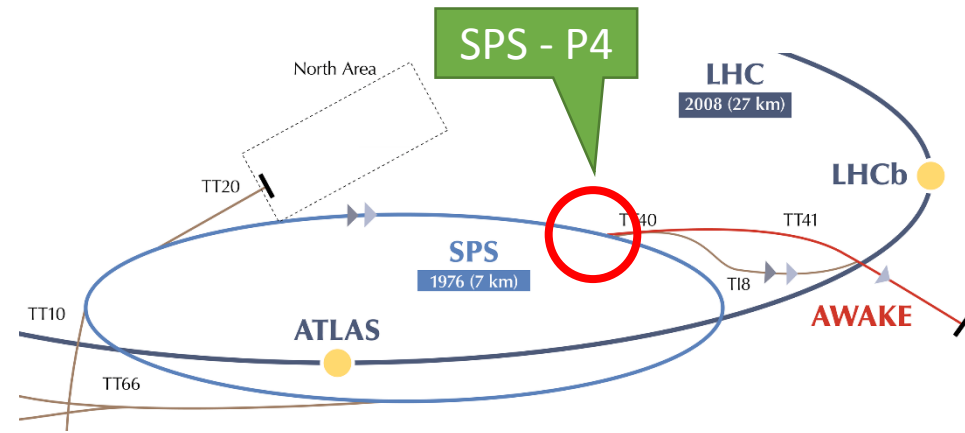 SPS - P4
North Area
LHC
2008 (27 km)
LHCb
TT20
TT40
TT41
SPS
1976 (7 km)
TI8
TT10
ATLAS
AWAKE
TT66